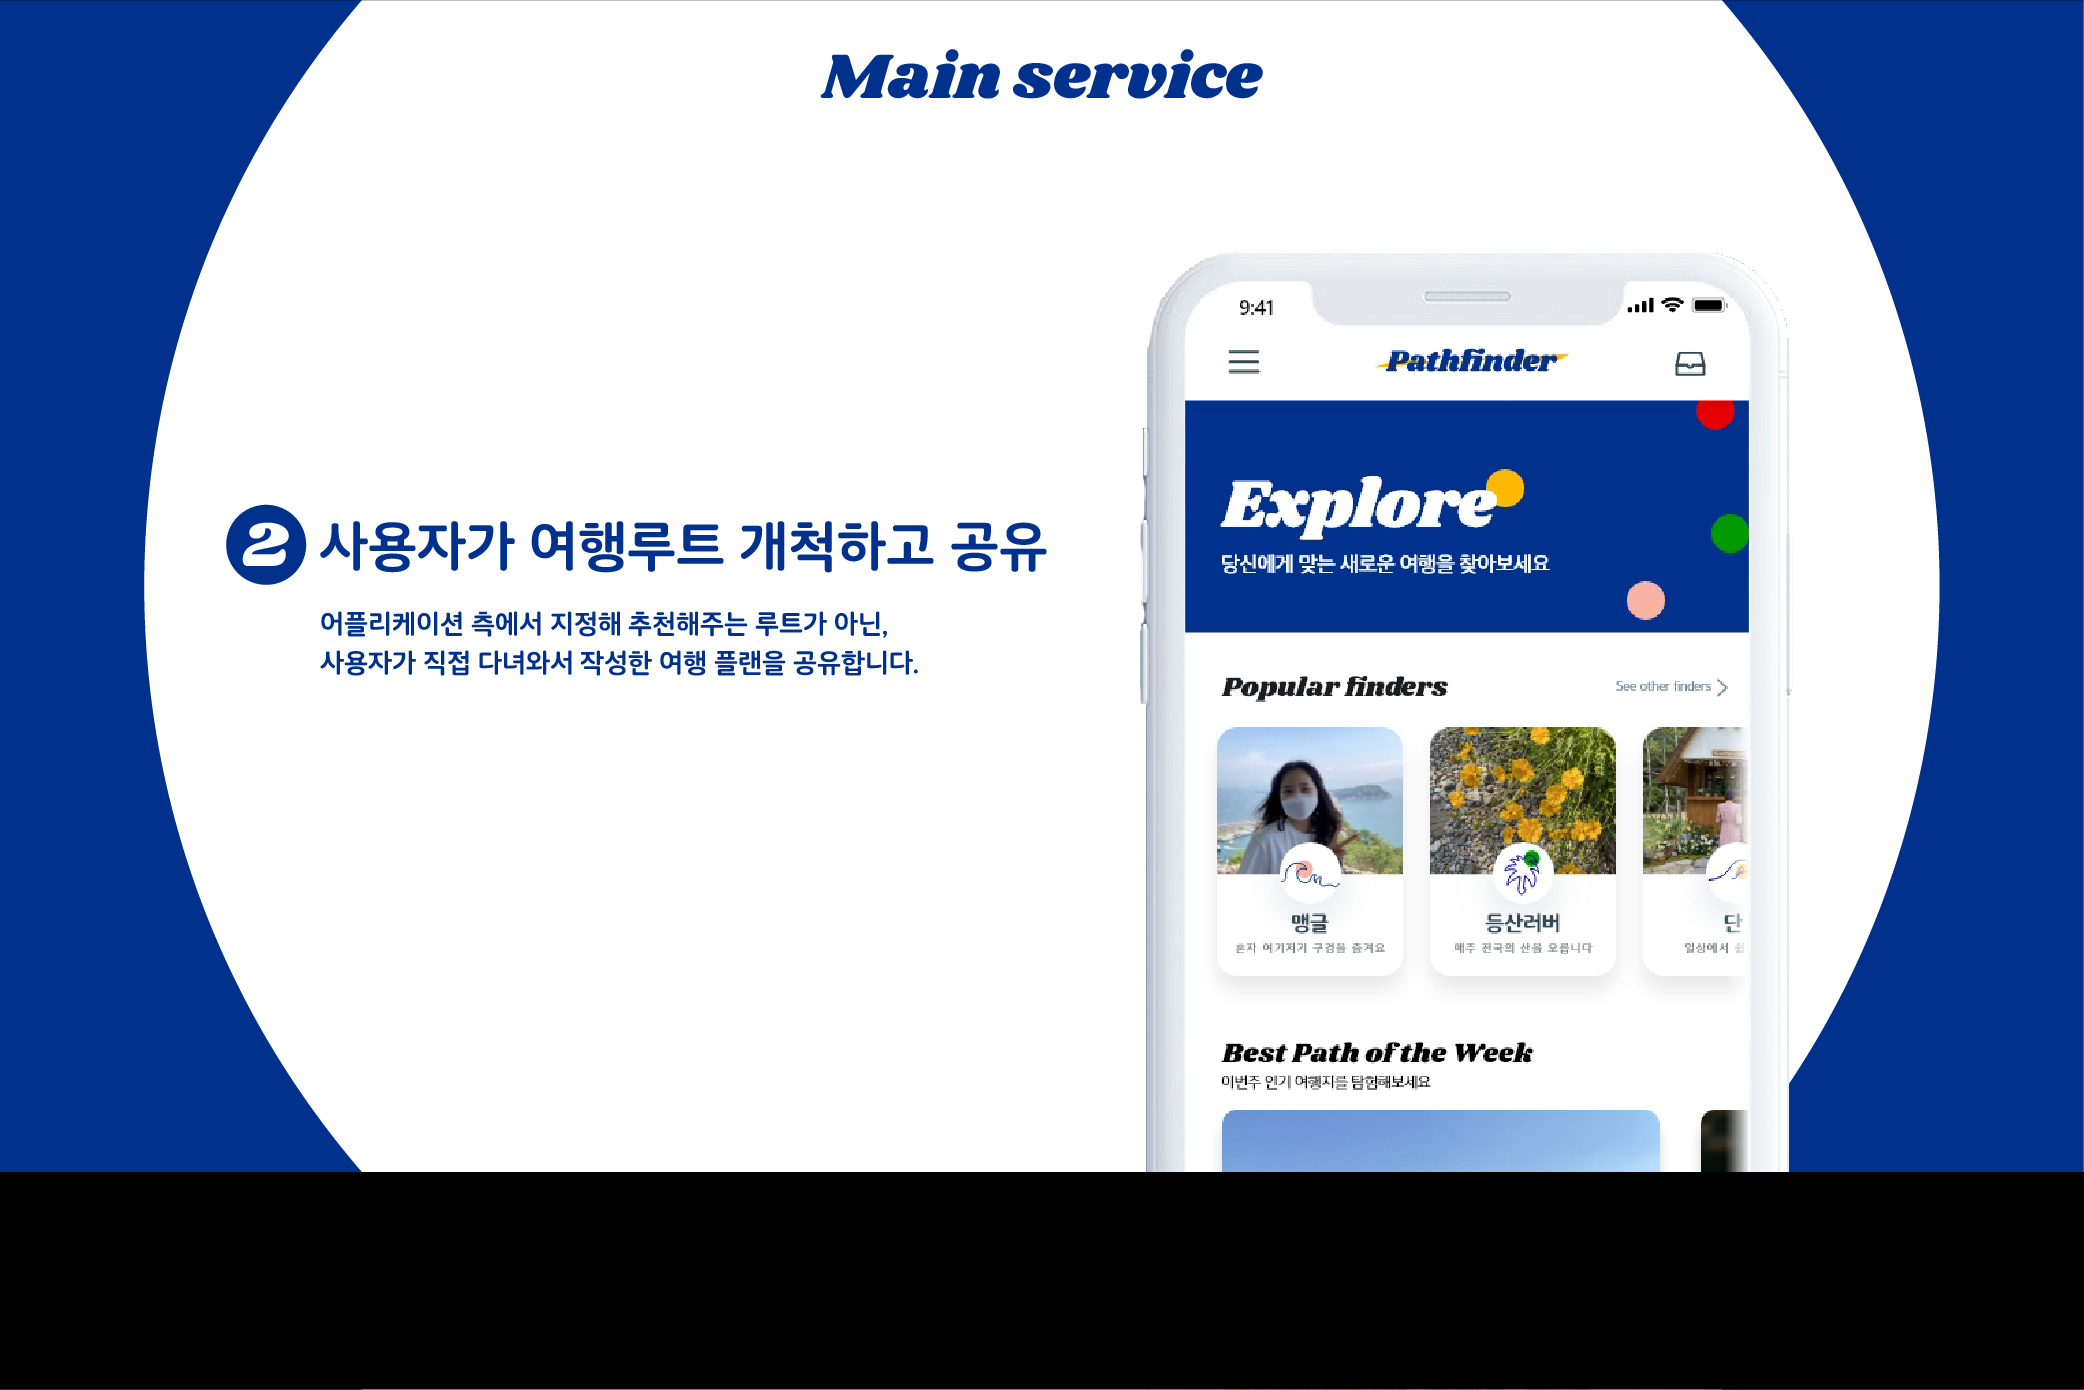 Main service
2 사용자가 여행루트 개척하고 공유
어플리케이션 측에서 지정해 추천해주는 루트가 아닌,
사용자가 직접 다녀와서 작성한 여행 플랜을 공유합니다.
9:41
Pathfinder
Explore
당신에게 맞는 새로운 여행을 찾아보세요
Popular finders
See other finders
맹글
혼자 여기저기 구경을 즐겨요
등산러버
매주 전국의 산을 오릅니다
단
일상에서
Best Path of the Week
이번주 인기 여행지를 탐험해보세요